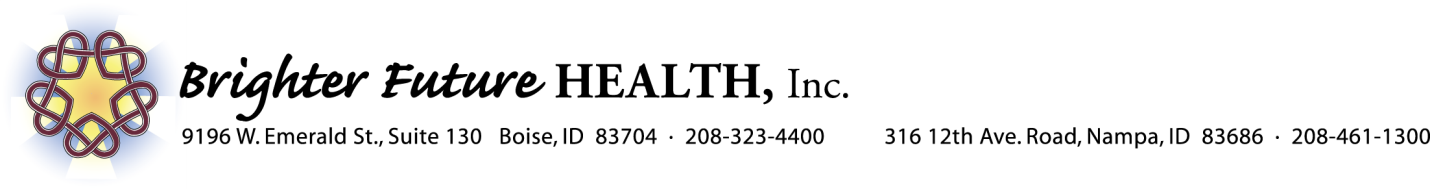 Brighter Future HEALTH, Inc.
9196 W. Emerald St., Suite 130 Boise, ID 83704 · 208-323-4400 316 12th Ave. Road, Nampa, ID 83686 · 208-461-1300